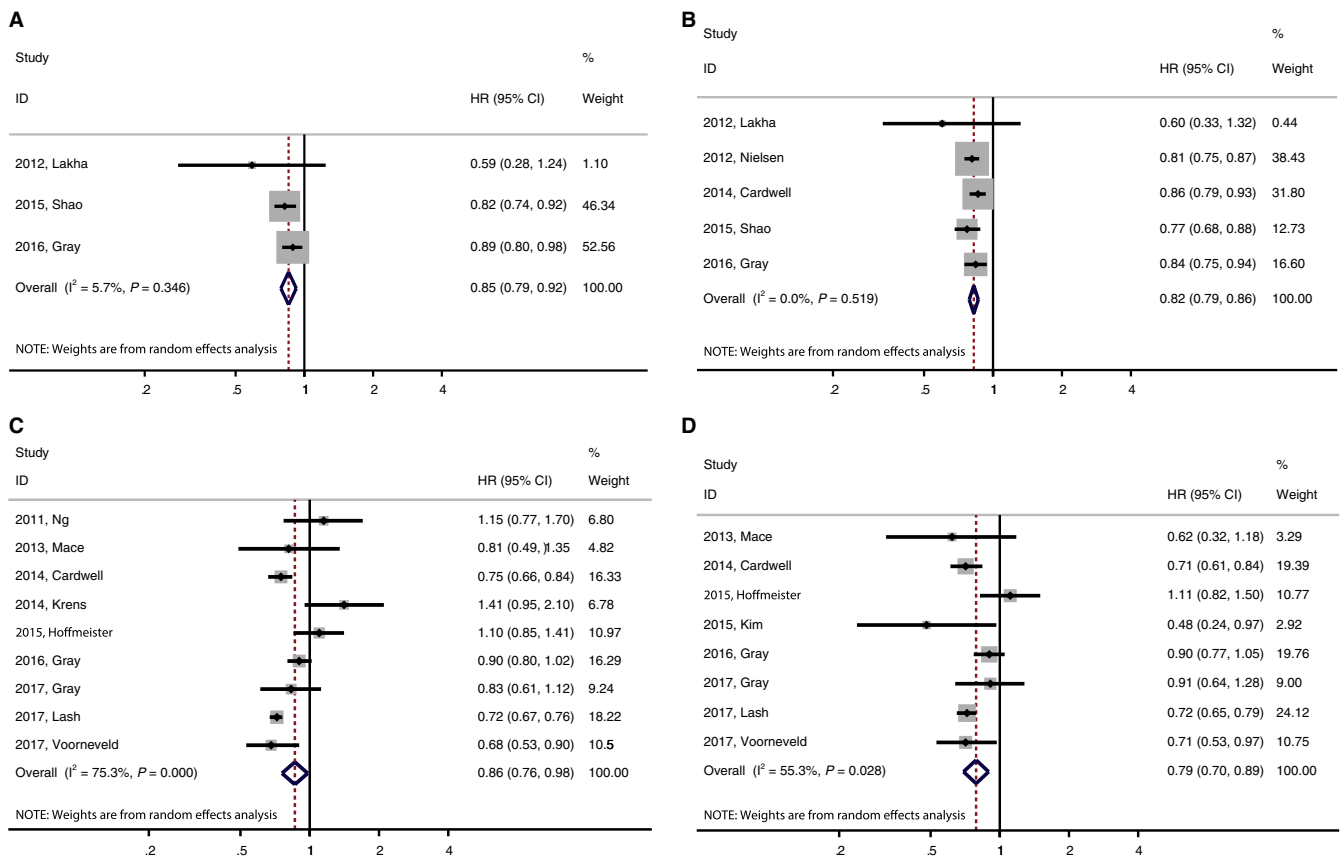 A
Study %
ID HR (95% CI) Weight
2012, Lakha 0.59 (0.28, 1.24) 1.10
2015, Shao 0.82 (0.74, 0.92) 46.34
2016, Gray 0.89 (0.80, 0.98) 52.56
Overall (I² = 5.7%, P = 0.346) 0.85 (0.79, 0.92) 100.00
NOTE: Weights are from random effects analysis
.2 .5 1 2 4
B
Study %
ID HR (95% CI) Weight
2012, Lakha 0.60 (0.33, 1.32) 0.44
2012, Nielsen 0.81 (0.75, 0.87) 38.43
2014, Cardwell 0.86 (0.79, 0.93) 31.80
2015, Shao 0.77 (0.68, 0.88) 12.73
2016, Gray 0.84 (0.75, 0.94) 16.60
Overall (I² = 0.0%, P = 0.519) 0.82 (0.79, 0.86) 100.00
NOTE: Weights are from random effects analysis
.2 .5 1 2 4
C
Study %
ID HR (95% CI) Weight
2011, Ng 1.15 (0.77, 1.70) 6.80
2013, Mace 0.81 (0.49, )1.35 4.82
2014, Cardwell 0.75 (0.66, 0.84) 16.33
2014, Krens 1.41 (0.95, 2.10) 6.78
2015, Hoffmeister 1.10 (0.85, 1.41) 10.97
2016, Gray 0.90 (0.80, 1.02) 16.29
2017, Gray 0.83 (0.61, 1.12) 9.24
2017, Lash 0.72 (0.67, 0.76) 18.22
2017, Voorneveld 0.68 (0.53, 0.90) 10.5
Overall (I² = 75.3%, P = 0.000) 0.86 (0.76, 0.98) 100.00
NOTE: Weights are from random effects analysis
.2 .5 1 2 4
D
Study %
ID HR (95% CI) Weight
2013, Mace 0.62 (0.32, 1.18) 3.29
2014, Cardwell 0.71 (0.61, 0.84) 19.39
2015, Hoffmeister 1.11 (0.82, 1.50) 10.77
2015, Kim 0.48 (0.24, 0.97) 2.92
2016, Gray 0.90 (0.77, 1.05) 19.76
2017, Gray 0.91 (0.64, 1.28) 9.00
2017, Lash 0.72 (0.65, 0.79) 24.12
2017, Voorneveld 0.71 (0.53, 0.97) 10.75
Overall (I² = 55.3%, P = 0.028) 0.79 (0.70, 0.89) 100.00
NOTE: Weights are from random effects analysis
.2 .5 1 2 4